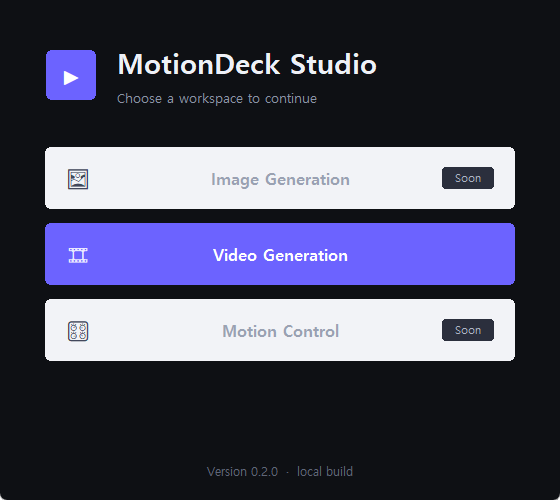 MotionDeck Studio
Choose a workspace to continue
Image Generation Soon
Video Generation
Motion Control Soon
Version 0.2.0 · local build